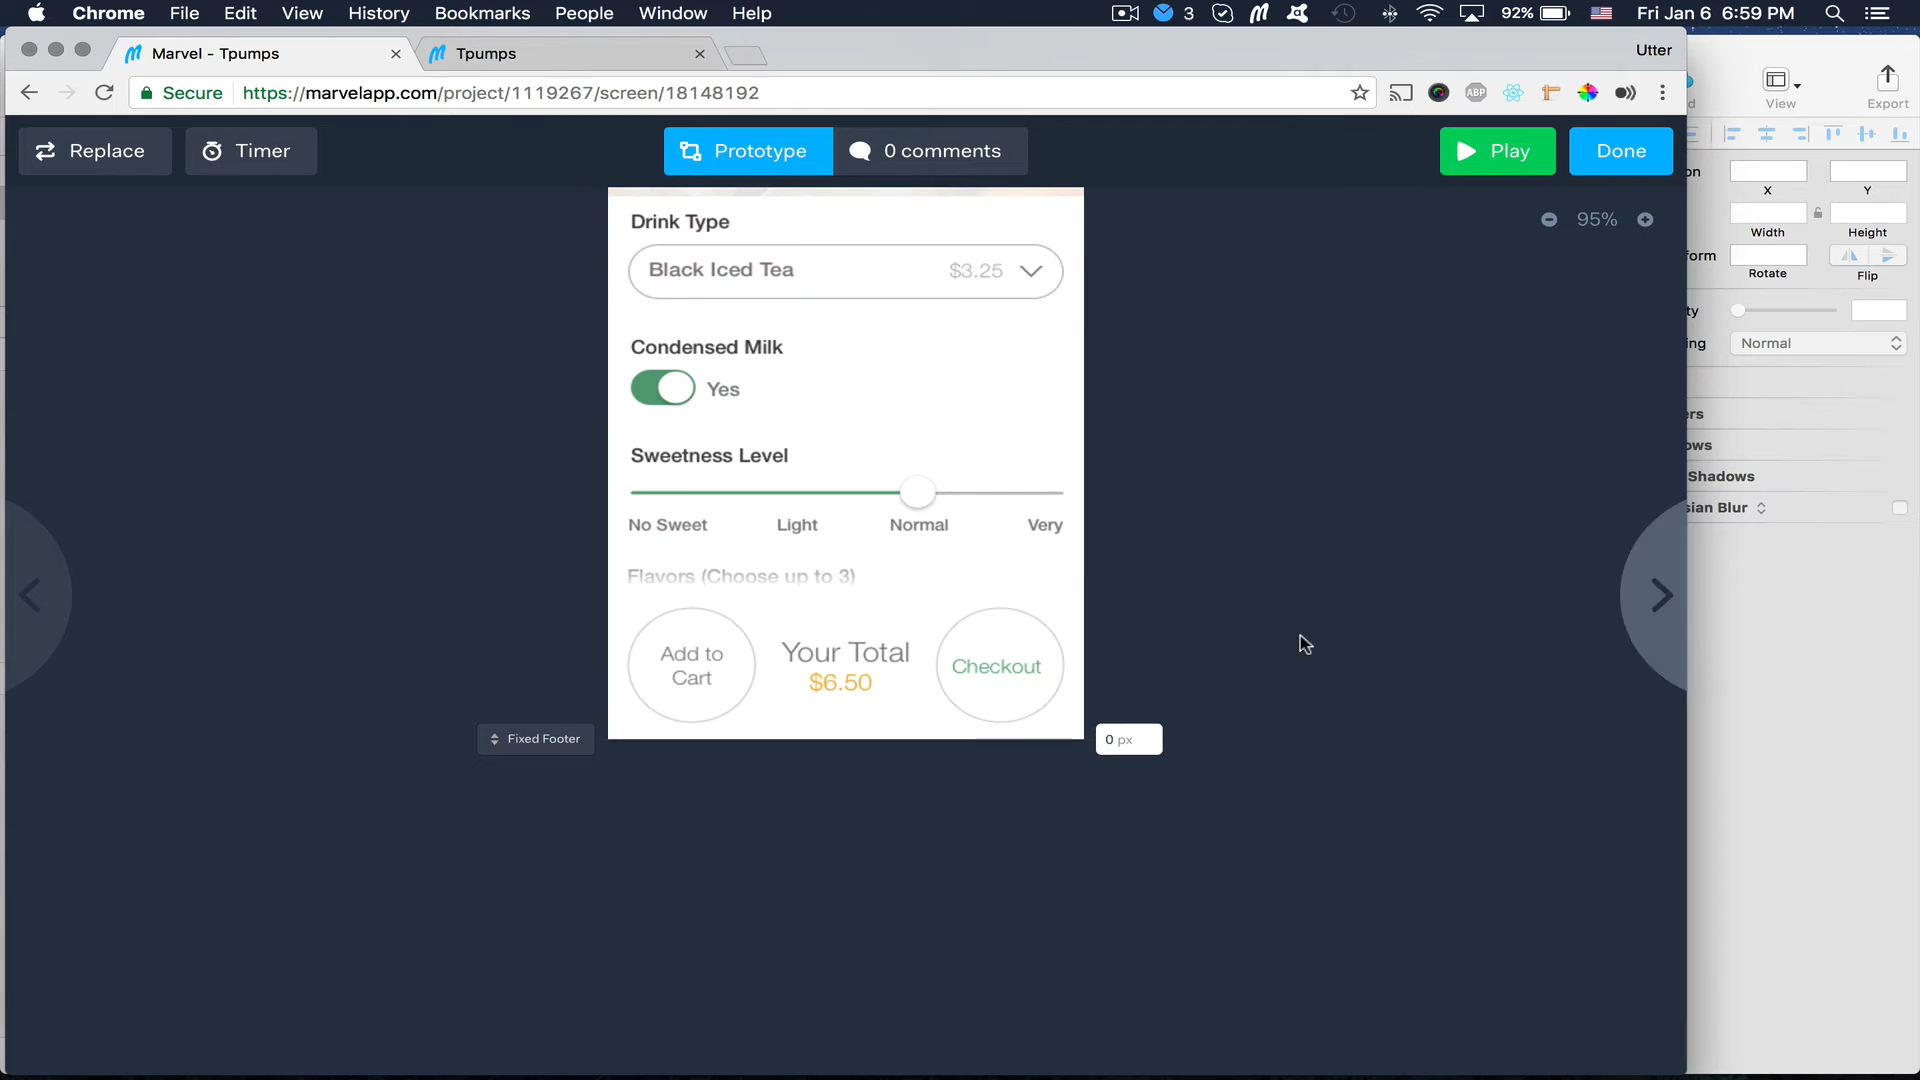 Chrome File Edit View History Bookmarks People Window Help 3 92% Fri Jan 6 6:59 PM
Marvel - Tpumps Tpumps Utter
Secure https://marvelapp.com/project/1119267/screen/18148192 ABP
View Export
Replace Timer Prototype 0 comments Play Done
X Y
95%
Width Height
Rotate Flip
Normal
Shadows
Drink Type
Black Iced Tea $3.25
Condensed Milk
Yes
Sweetness Level
No Sweet Light Normal Very
Flavors (Choose up to 3)
Add to
Cart
Your Total
$6.50
Checkout
Fixed Footer 0 px